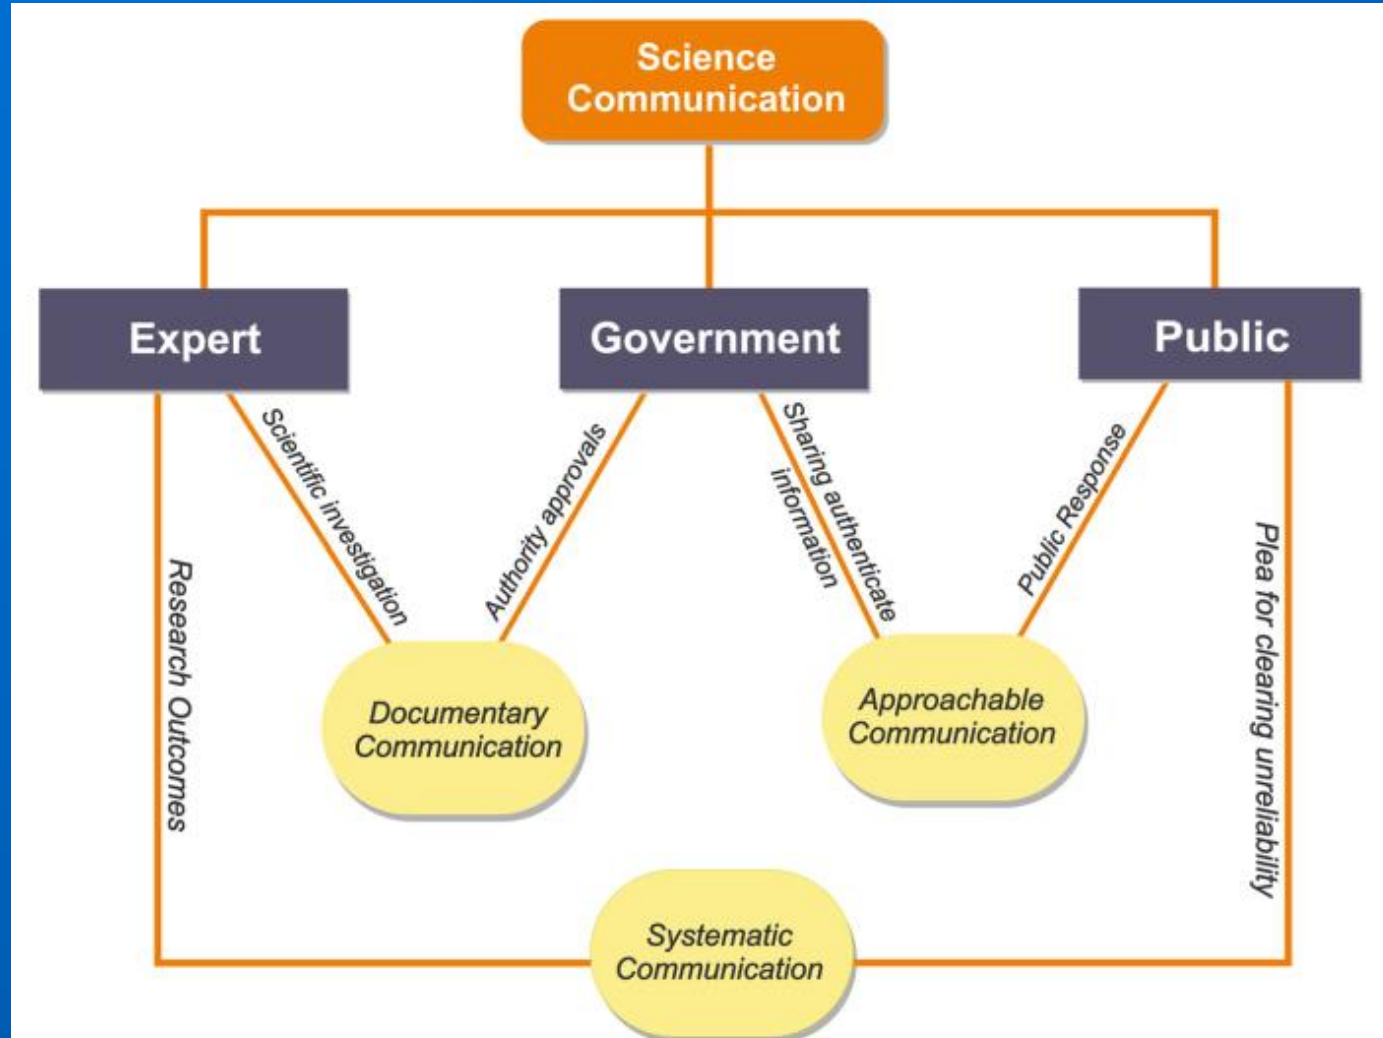 Science
Communication
Expert
Government
Public
Scientific investigation
Authority approvals
Sharing authenticate
information
Public Response
Research Outcomes
Plea for clearing unreliability
Documentary
Communication
Approachable
Communication
Systematic
Communication